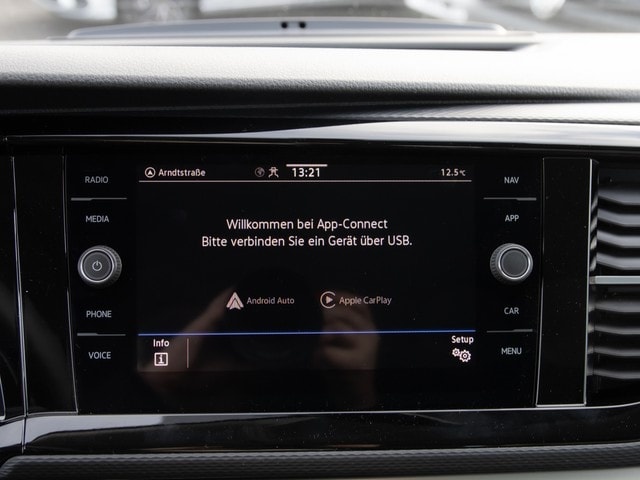 Arndtstraße 13:21 12.5°C
RADIO
MEDIA
PHONE
VOICE
Willkommen bei App-Connect
Bitte verbinden Sie ein Gerät über USB.
Android Auto
Apple CarPlay
Info
Setup
NAV
APP
CAR
MENU